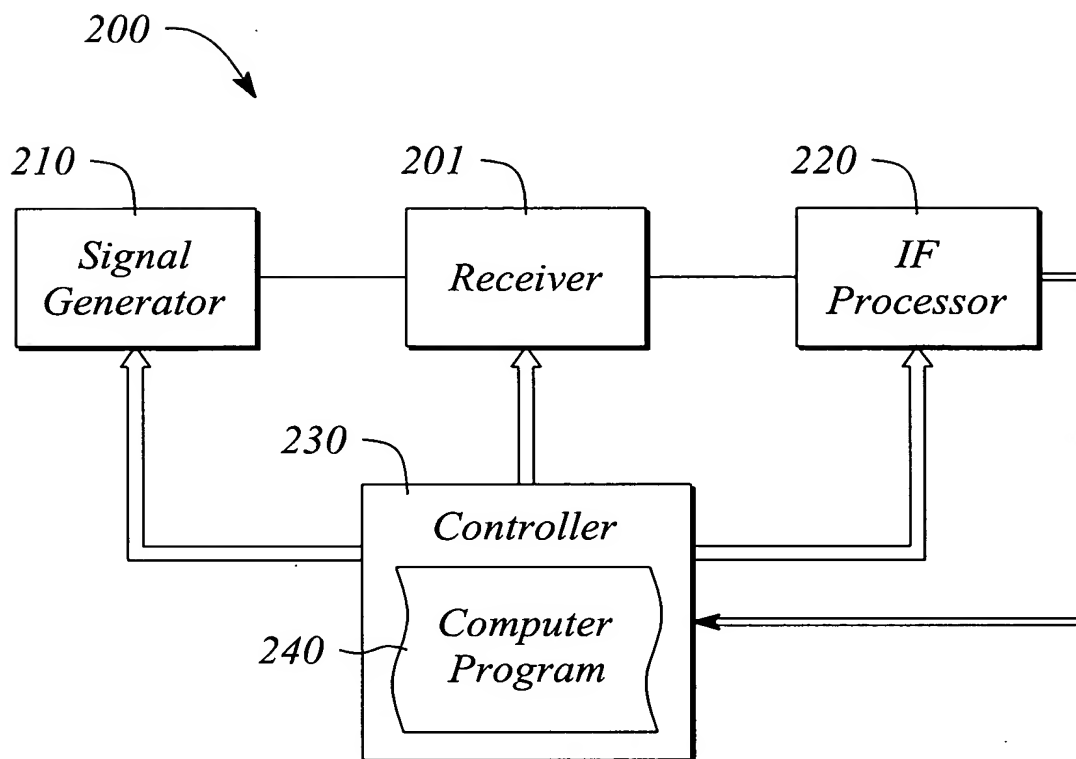 200
210
201
220
Signal
Generator
Receiver
IF
Processor
230
Controller
240
Computer
Program